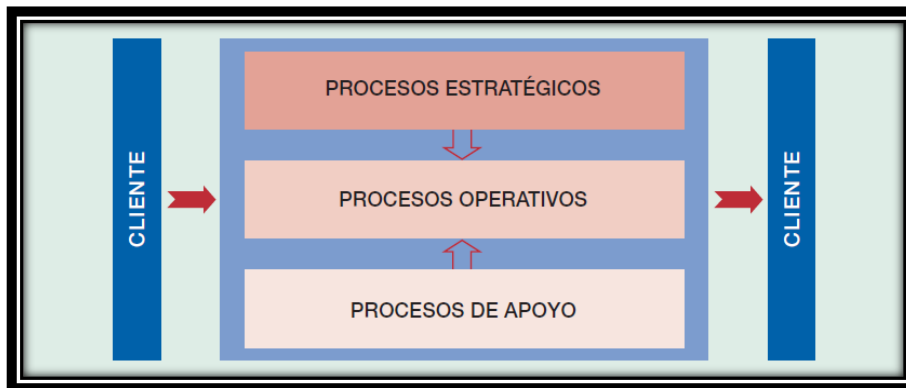 CLIENTE
PROCESOS ESTRATÉGICOS
PROCESOS OPERATIVOS
PROCESOS DE APOYO
CLIENTE